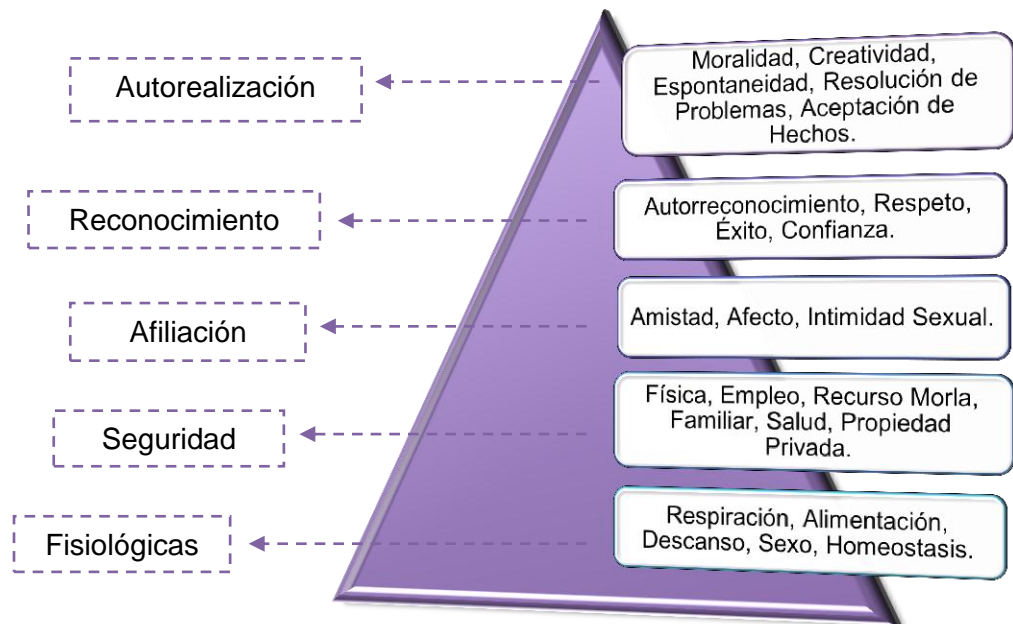 Autorealización
Moralidad, Creatividad,
Espontaneidad, Resolución de
Problemas, Aceptación de
Hechos.
Reconocimiento
Autorreconocimiento, Respeto,
Éxito, Confianza.
Afiliación
Amistad, Afecto, Intimidad Sexual.
Seguridad
Física, Empleo, Recurso Morla,
Familiar, Salud, Propiedad
Privada.
Fisiológicas
Respiración, Alimentación,
Descanso, Sexo, Homeostasis.